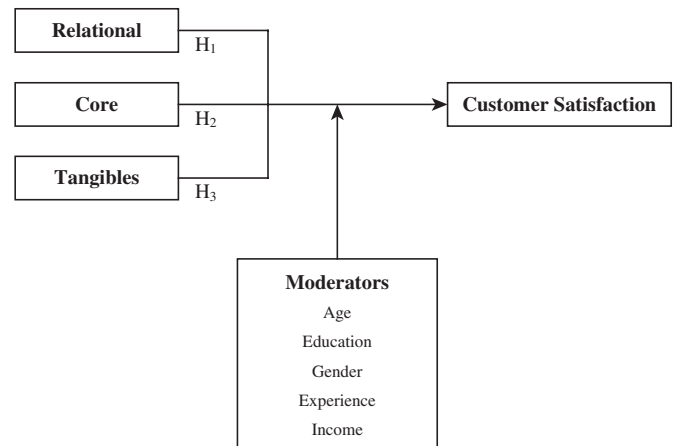 Relational
H₁
Core
H₂
Customer Satisfaction
Tangibles
H₃
Moderators
Age
Education
Gender
Experience
Income